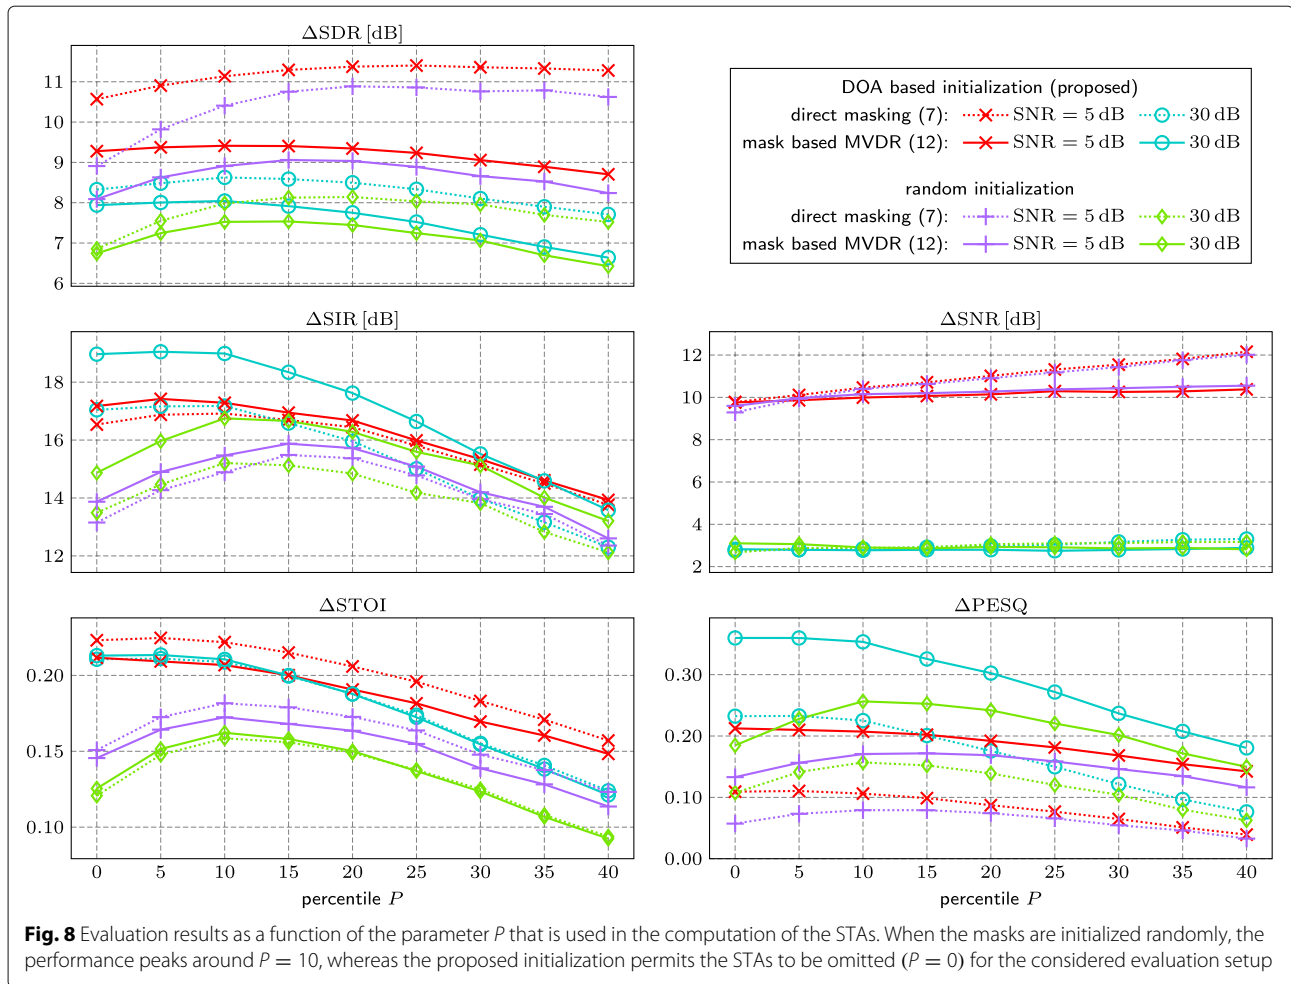 ΔSDR [dB]
11
10
9
8
7
6
DOA based initialization (proposed)
direct masking (7): SNR = 5 dB 30 dB
mask based MVDR (12): SNR = 5 dB 30 dB
random initialization
direct masking (7): SNR = 5 dB 30 dB
mask based MVDR (12): SNR = 5 dB 30 dB
ΔSIR [dB]
18
16
14
12
ΔSNR [dB]
12
10
8
6
4
2
ΔSTOI
0.20
0.15
0.10
0 5 10 15 20 25 30 35 40
percentile P
ΔPESQ
0.30
0.20
0.10
0.00
0 5 10 15 20 25 30 35 40
percentile P
Fig. 8 Evaluation results as a function of the parameter P that is used in the computation of the STAs. When the masks are initialized randomly, the
performance peaks around P = 10, whereas the proposed initialization permits the STAs to be omitted (P = 0) for the considered evaluation setup